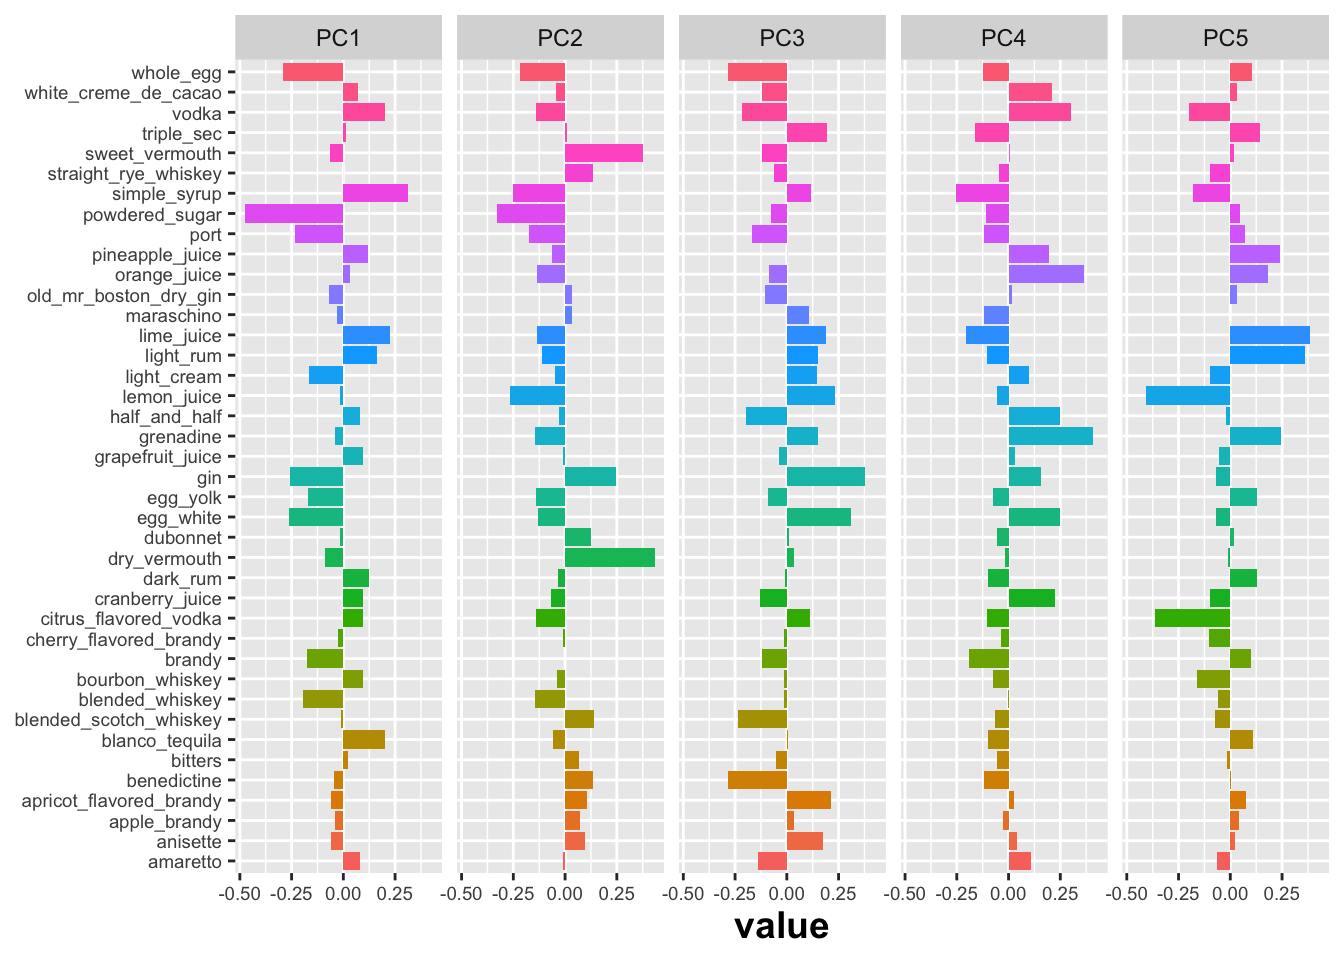 PC1 PC2 PC3 PC4 PC5
whole_egg
white_creme_de_cacao
vodka
triple_sec
sweet_vermouth
straight_rye_whiskey
simple_syrup
powdered_sugar
port
pineapple_juice
orange_juice
old_mr_boston_dry_gin
maraschino
lime_juice
light_rum
light_cream
lemon_juice
half_and_half
grenadine
grapefruit_juice
gin
egg_yolk
egg_white
dubonnet
dry_vermouth
dark_rum
cranberry_juice
citrus_flavored_vodka
cherry_flavored_brandy
brandy
bourbon_whiskey
blended_whiskey
blended_scotch_whiskey
blanco_tequila
bitters
benedictine
apricot_flavored_brandy
apple_brandy
anisette
amaretto
-0.50 -0.25 0.00 0.25 -0.50 -0.25 0.00 0.25 -0.50 -0.25 0.00 0.25 -0.50 -0.25 0.00 0.25 -0.50 -0.25 0.00 0.25
value